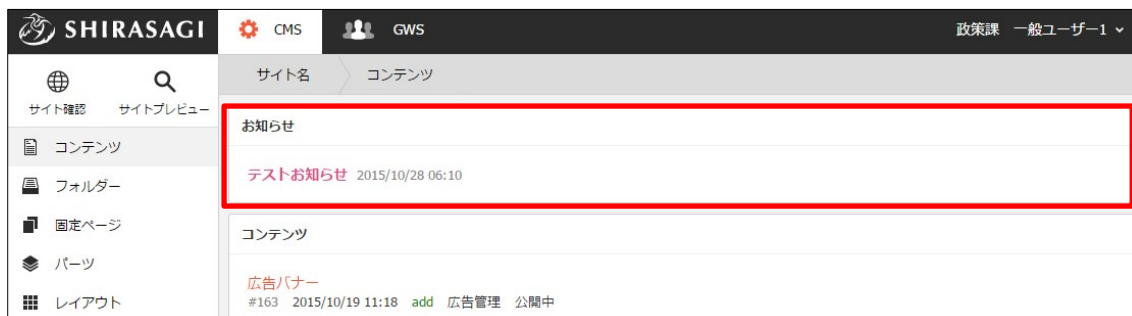 SHIRASAGI CMS GWS 政策課 一般ユーザー1
サイト確認 サイトプレビュー
サイト名 コンテンツ
コンテンツ
フォルダー
固定ページ
パーツ
レイアウト
お知らせ
テストお知らせ 2015/10/28 06:10
コンテンツ
広告バナー
#163 2015/10/19 11:18 add 広告管理 公開中